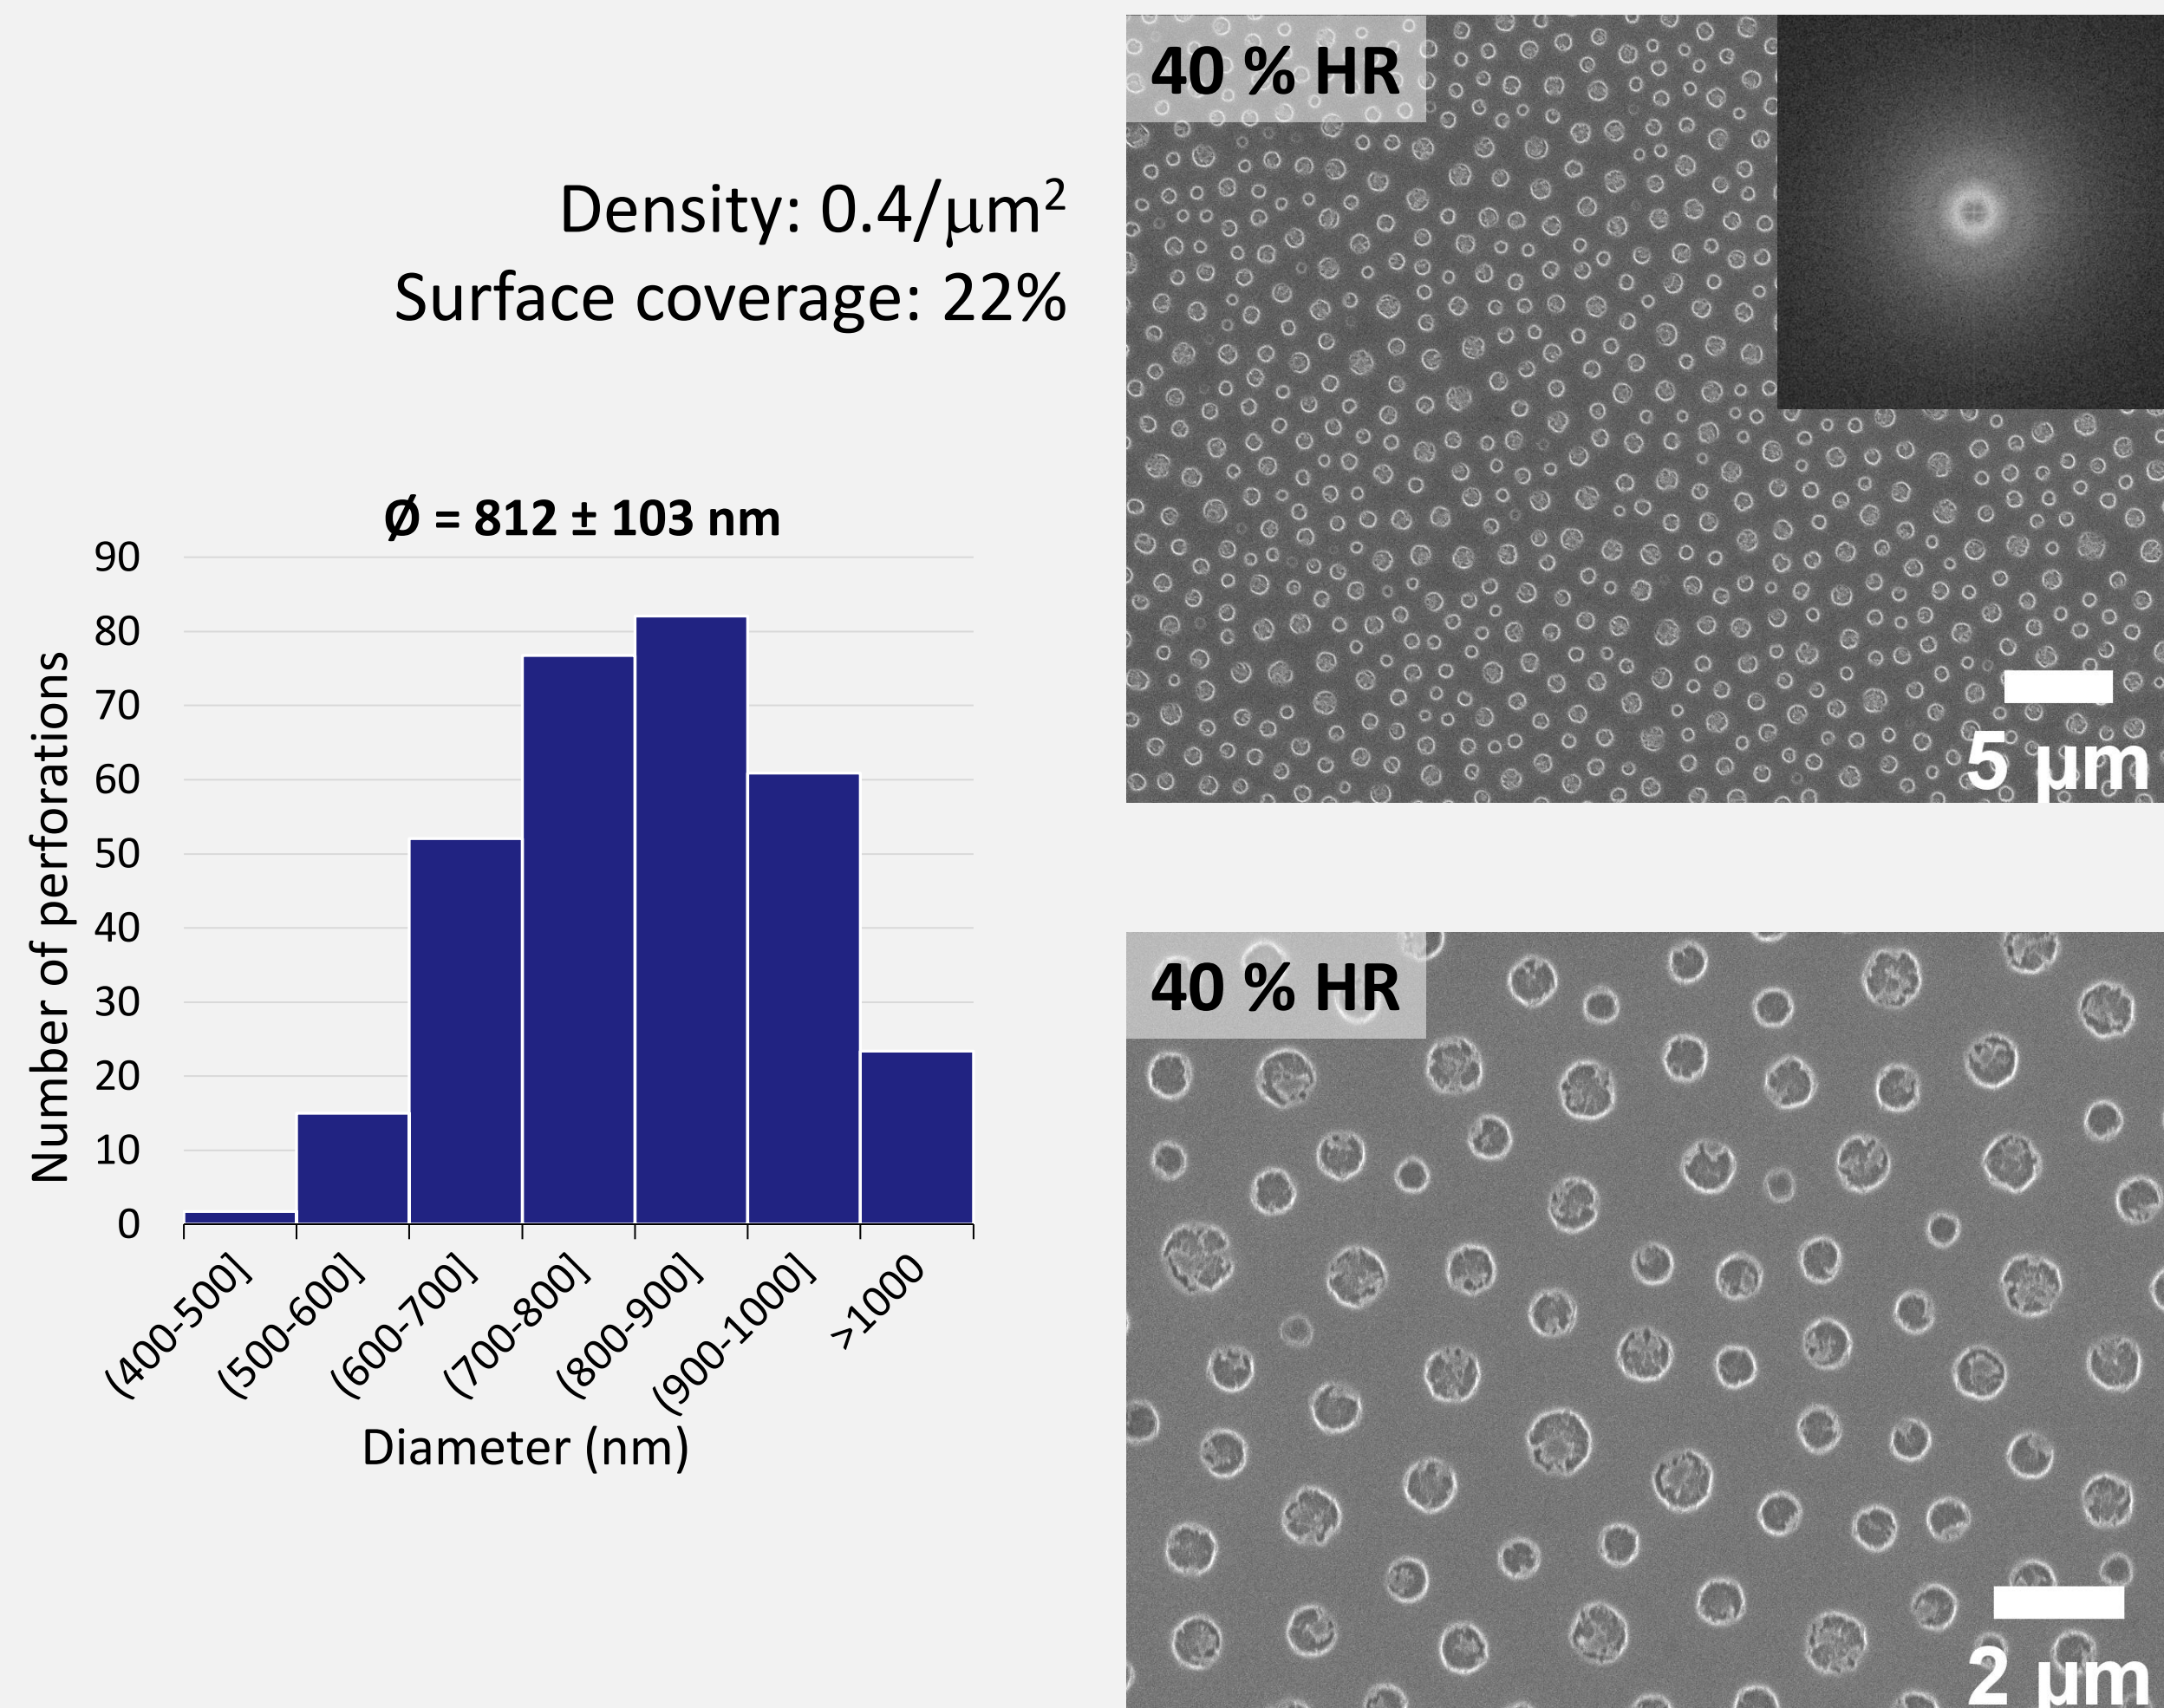 Density: 0.4/µm²
Surface coverage: 22%
Ø = 812 ± 103 nm
Number of perforations
90
80
70
60
50
40
30
20
10
0
(400-500]
(500-600]
(600-700]
(700-800]
(800-900]
(900-1000]
>1000
Diameter (nm)
40 % HR
5 µm
40 % HR
2 µm